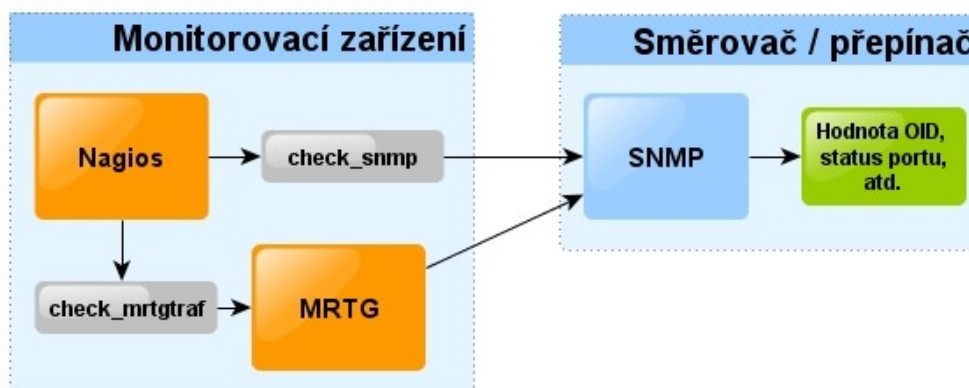 Monitorovací zařízení
Směrovač / přepínač
Nagios
check_snmp
SNMP
Hodnota OID,
status portu,
atd.
check_mrtgtraf
MRTG